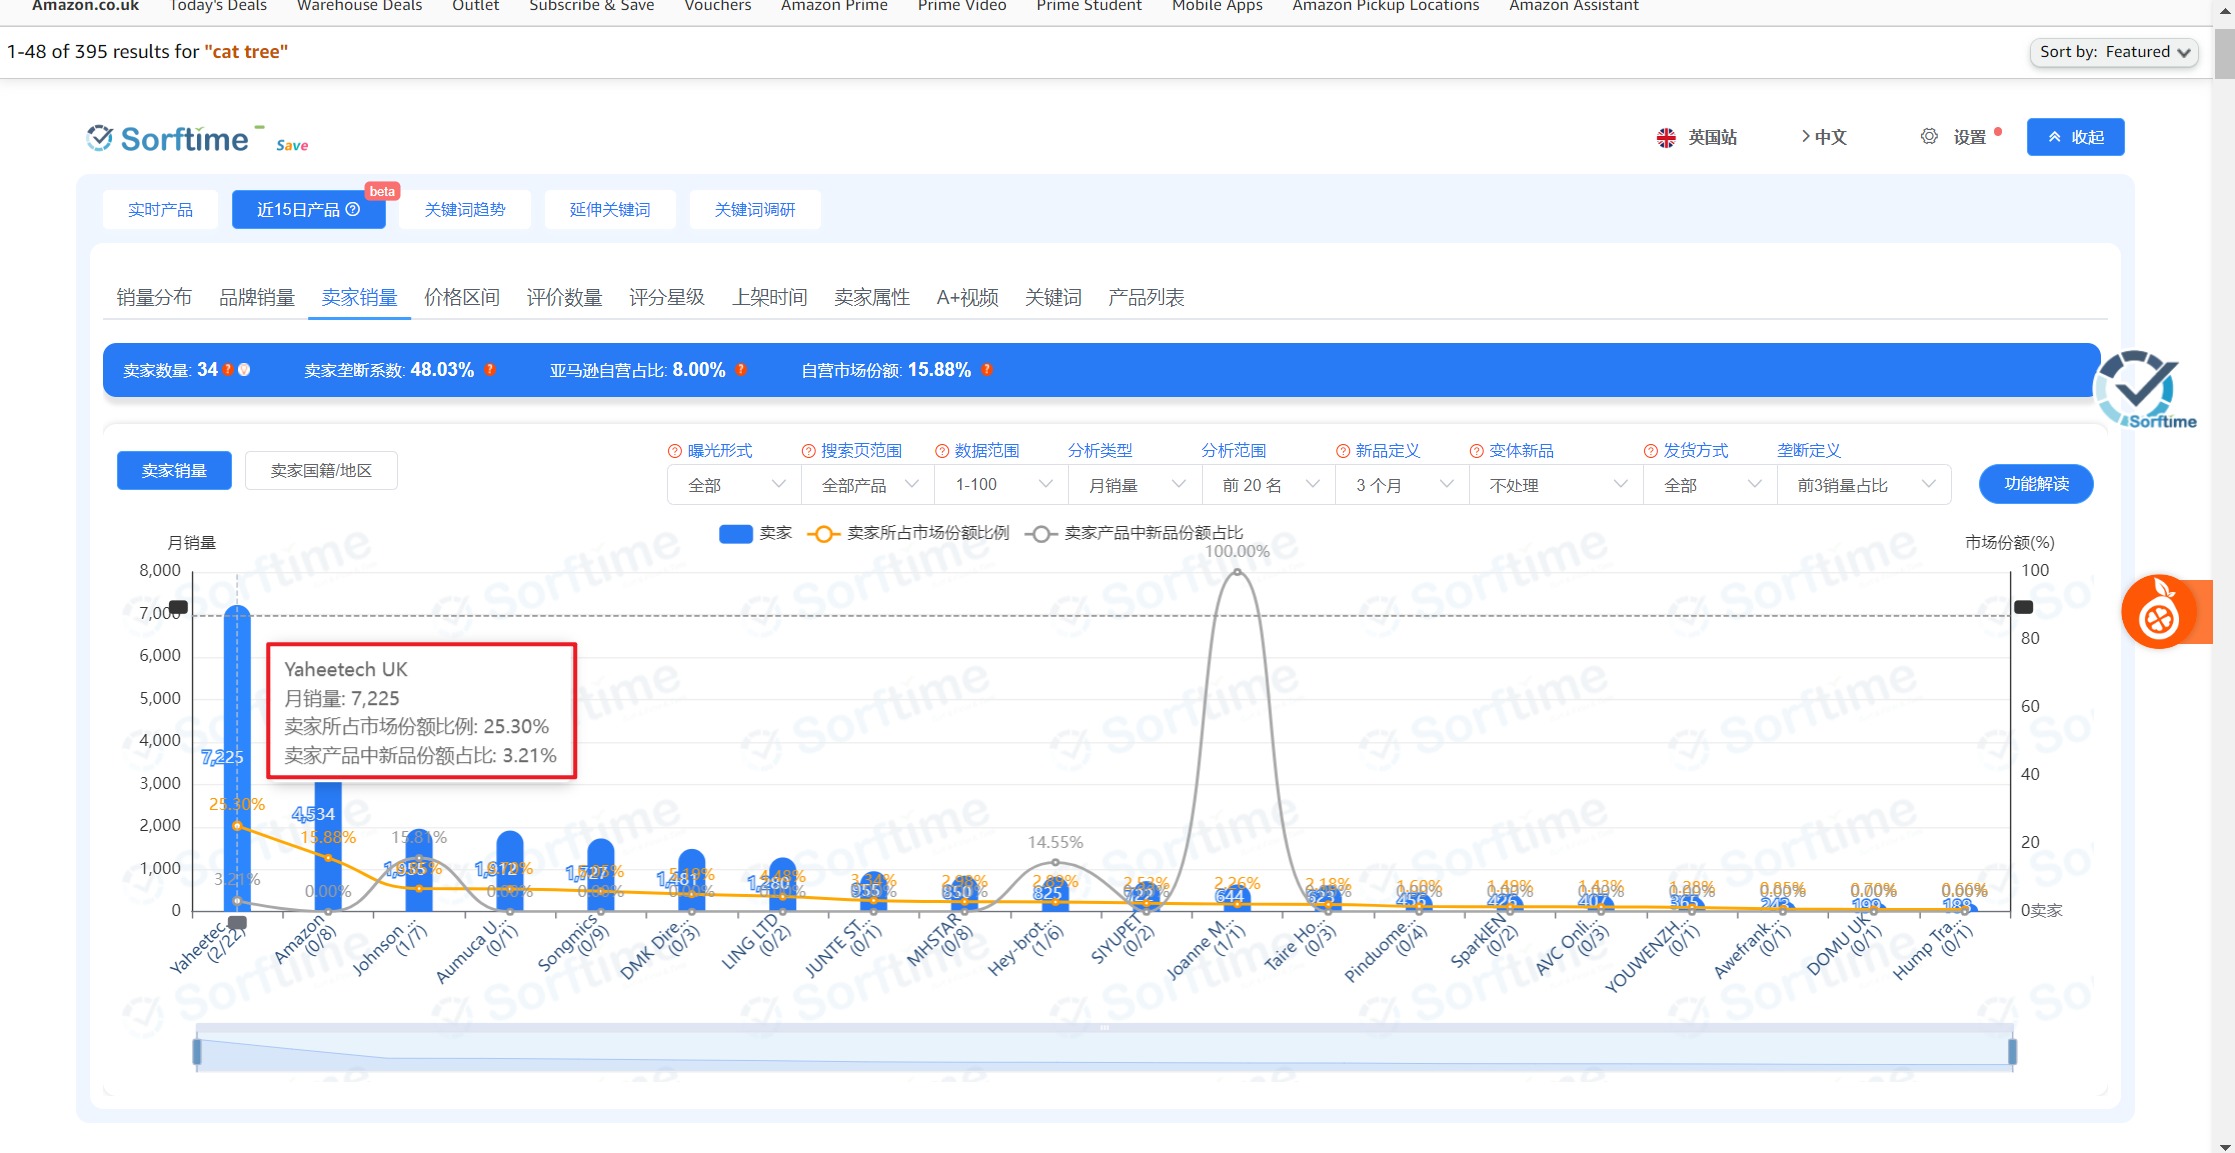 Amazon.co.uk Today's Deals Warehouse Deals Outlet Subscribe & Save Vouchers Amazon Prime Prime Video Prime Student Mobile Apps Amazon Pickup Locations Amazon Assistant
1-48 of 395 results for "cat tree"
Sort by: Featured
Sorftime
Save
英国站
中文
设置
收起
实时产品
近15日产品
beta
关键词趋势
延伸关键词
关键词调研
销量分布 品牌销量 卖家销量 价格区间 评价数量 评分星级 上架时间 卖家属性 A+视频 关键词 产品列表
卖家数量: 34 卖家垄断系数: 48.03% 亚马逊自营占比: 8.00% 自营市场份额: 15.88%
Sorftime
卖家销量
卖家国籍/地区
曝光形式 搜索页范围 数据范围 分析类型 分析范围 新品定义 变体新品 发货方式 垄断定义
全部 全部产品 1-100 月销量 前 20 名 3 个月 不处理 全部 前3销量占比
功能解读
卖家 卖家所占市场份额比例 卖家产品中新品份额占比
月销量
市场份额(%)
8,000
7,000
6,000
5,000
4,000
3,000
2,000
1,000
0
100
80
60
40
20
0
卖家
Yaheetech UK
月销量: 7,225
卖家所占市场份额比例: 25.30%
卖家产品中新品份额占比: 3.21%
7,225
25.30%
3.21%
4,534
15.88%
0.00%
15.81%
1,955
1,912
1,727
1,481
1,280
955
850
14.55%
825
722
2.53%
100.00%
2.26%
644
2.18%
623
456
426
407
365
243
199
188
Yaheetec... (2/22)
Amazon (0/8)
Johnson ... (1/7)
Aumuca U... (0/1)
Songmics (0/9)
DMK Dire... (0/3)
LING LTD (0/2)
JUNTE ST... (0/1)
MHSTAR (0/8)
Hey-brot... (1/6)
SIYUPET (0/2)
Joanne M... (1/1)
Taire Ho... (0/3)
Pinduome... (0/4)
SparkIEN (0/2)
AVC Onli... (0/3)
YOUWENZH... (0/1)
Awefrank... (0/1)
DOMU UK (0/1)
Hump Tra... (0/1)